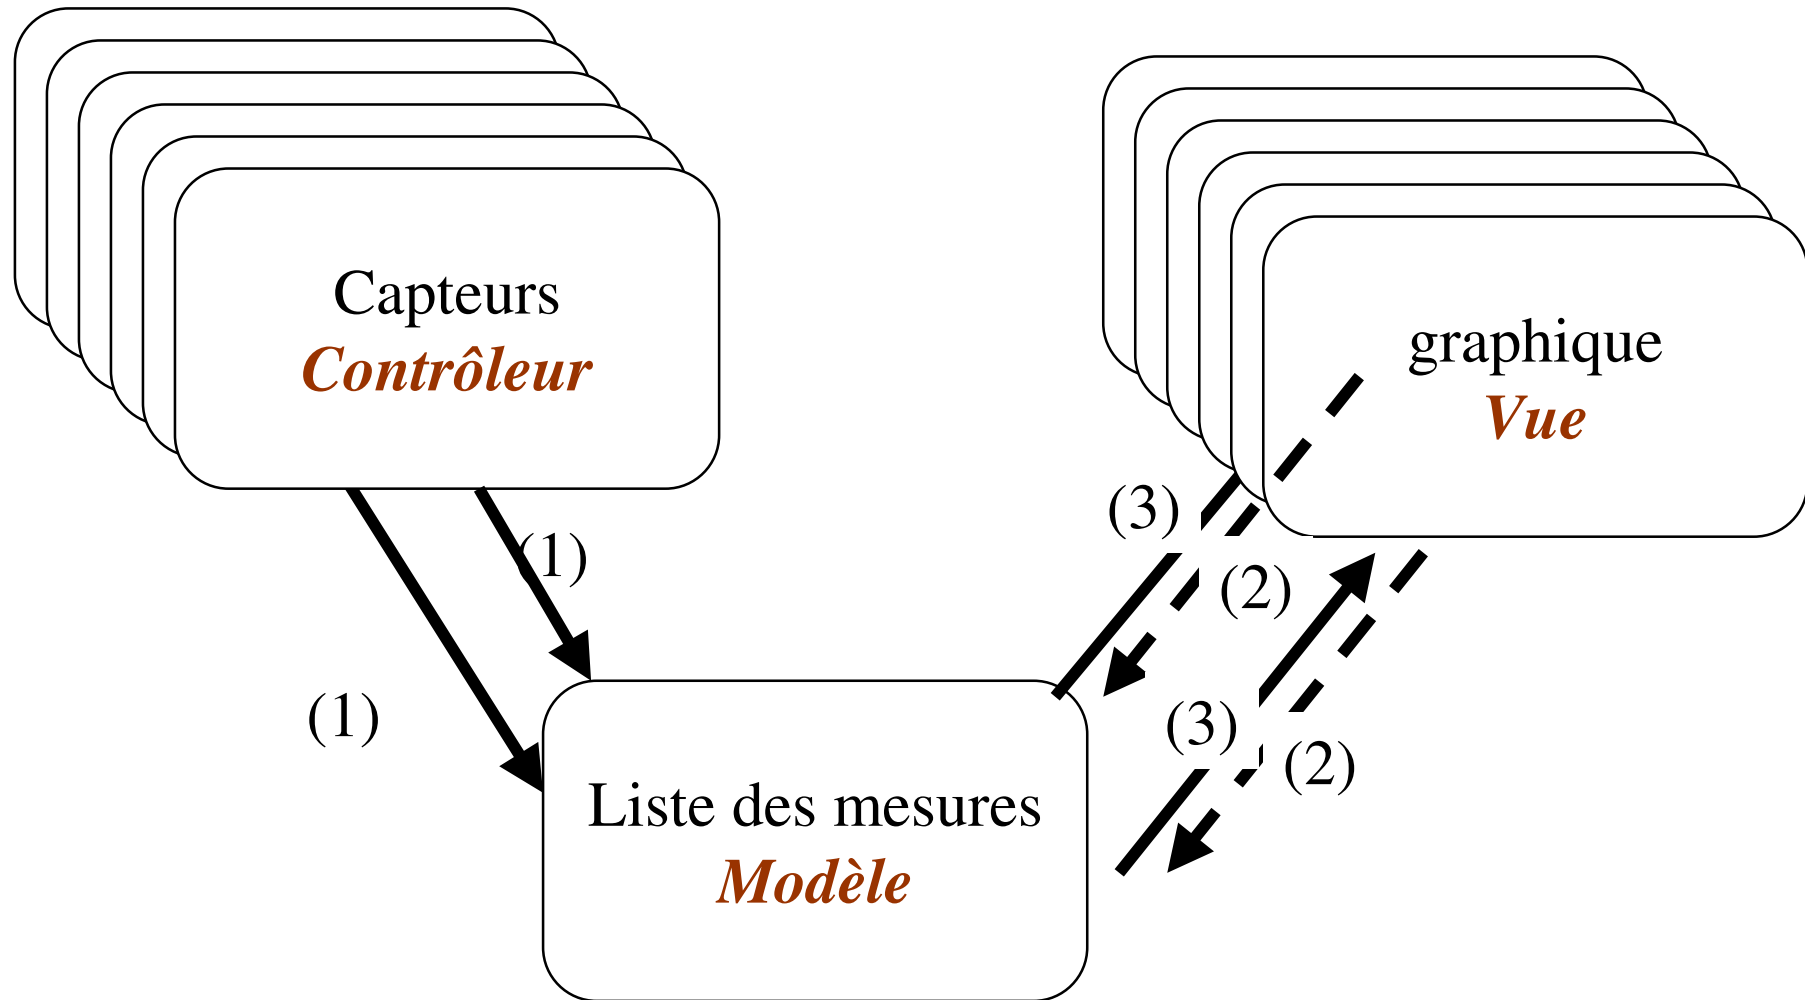 Capteurs
Contrôleur
graphique
Vue
(3)
(1)
(2)
(1)
(3)
(2)
Liste des mesures
Modèle